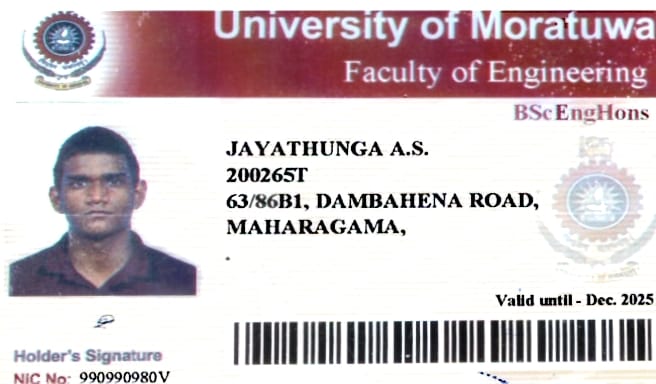 University of Moratuwa
Faculty of Engineering
BScEngHons
JAYATHUNGA A.S.
200265T
63/86B1, DAMBAHENA ROAD,
MAHARAGAMA,
.
Valid until - Dec. 2025
Holder's Signature
NIC No: 990990980V